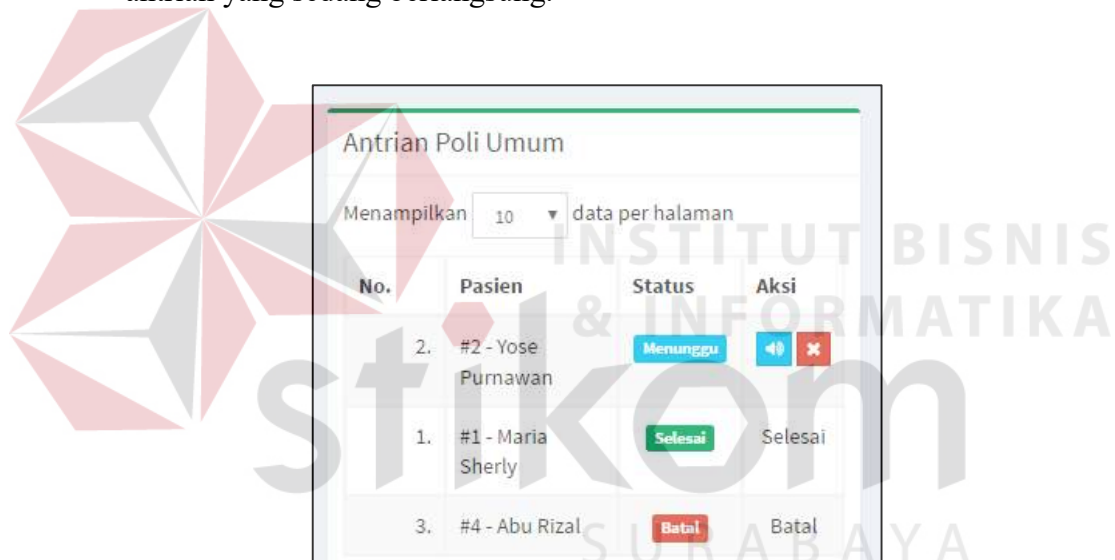 Antrian Poli Umum
Menampilkan 10 data per halaman
INSTITUT BISNIS
& INFORMATIKA
stikom
SURABAYA
No. Pasien Status Aksi
2. #2 - Yose Purnawan Menunggu
1. #1 - Maria Sherly Selesai Selesai
3. #4 - Abu Rizal Batal Batal